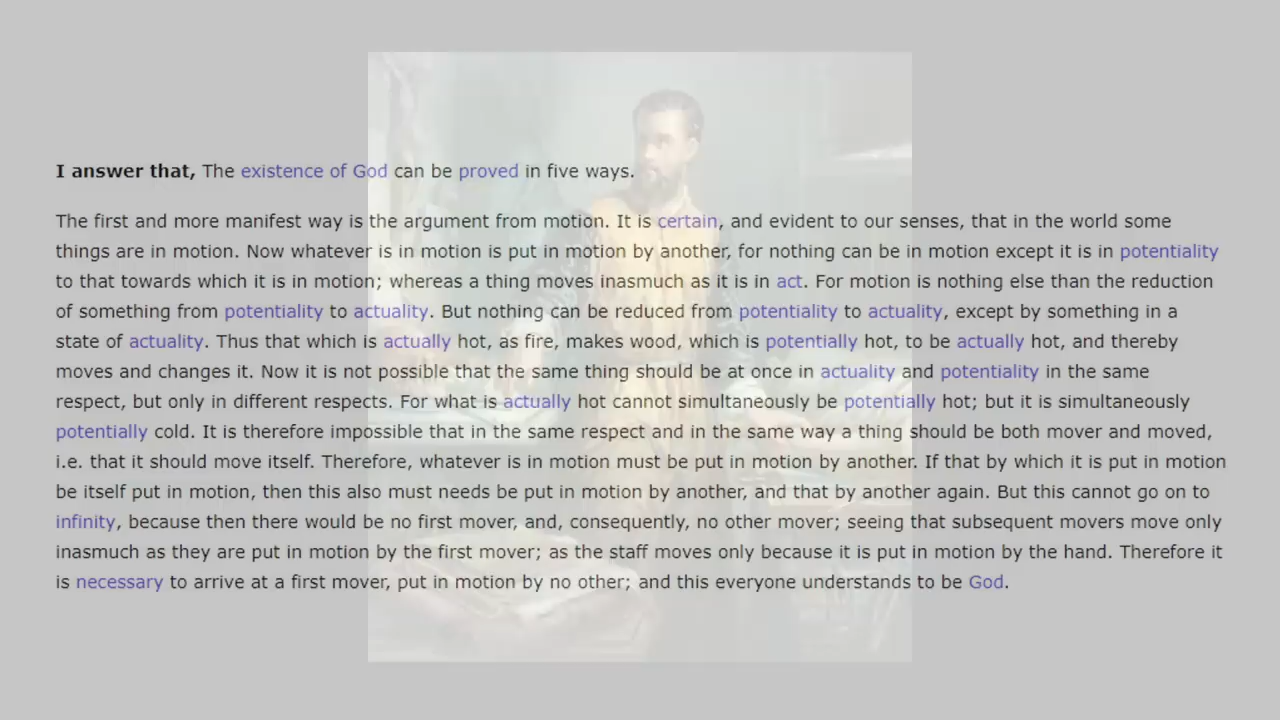 I answer that, The existence of God can be proved in five ways.
The first and more manifest way is the argument from motion. It is certain, and evident to our senses, that in the world some
things are in motion. Now whatever is in motion is put in motion by another, for nothing can be in motion except it is in potentiality
to that towards which it is in motion; whereas a thing moves inasmuch as it is in act. For motion is nothing else than the reduction
of something from potentiality to actuality. But nothing can be reduced from potentiality to actuality, except by something in a
state of actuality. Thus that which is actually hot, as fire, makes wood, which is potentially hot, to be actually hot, and thereby
moves and changes it. Now it is not possible that the same thing should be at once in actuality and potentiality in the same
respect, but only in different respects. For what is actually hot cannot simultaneously be potentially hot; but it is simultaneously
potentially cold. It is therefore impossible that in the same respect and in the same way a thing should be both mover and moved,
i.e. that it should move itself. Therefore, whatever is in motion must be put in motion by another. If that by which it is put in motion
be itself put in motion, then this also must needs be put in motion by another, and that by another again. But this cannot go on to
infinity, because then there would be no first mover, and, consequently, no other mover; seeing that subsequent movers move only
inasmuch as they are put in motion by the first mover; as the staff moves only because it is put in motion by the hand. Therefore it
is necessary to arrive at a first mover, put in motion by no other; and this everyone understands to be God.